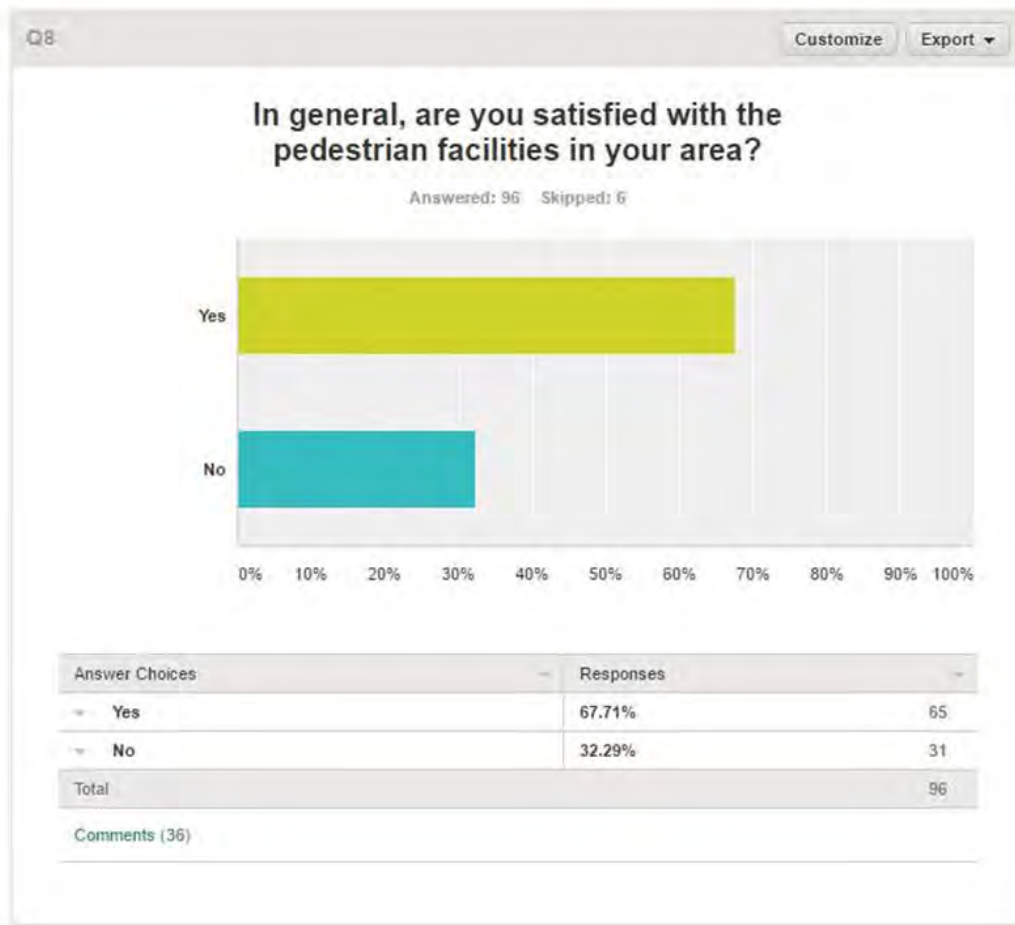 Q8
Customize
Export
In general, are you satisfied with the
pedestrian facilities in your area?
Answered: 96 Skipped: 6
Yes
No
0% 10% 20% 30% 40% 50% 60% 70% 80% 90% 100%
Answer Choices Responses
Yes 67.71% 65
No 32.29% 31
Total 96
Comments (36)